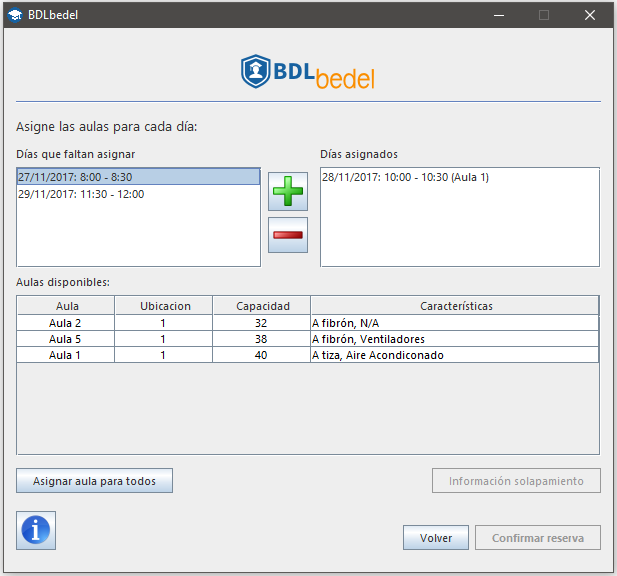 BDLbedel
BDLbedel
Asigne las aulas para cada día:
Días que faltan asignar
Días asignados
27/11/2017: 8:00 - 8:30
29/11/2017: 11:30 - 12:00
28/11/2017: 10:00 - 10:30 (Aula 1)
Aulas disponibles:
Aula Ubicacion Capacidad Características
Aula 2 1 32 A fibrón, N/A
Aula 5 1 38 A fibrón, Ventiladores
Aula 1 1 40 A tiza, Aire Acondiconado
Asignar aula para todos
Información solapamiento
Volver
Confirmar reserva